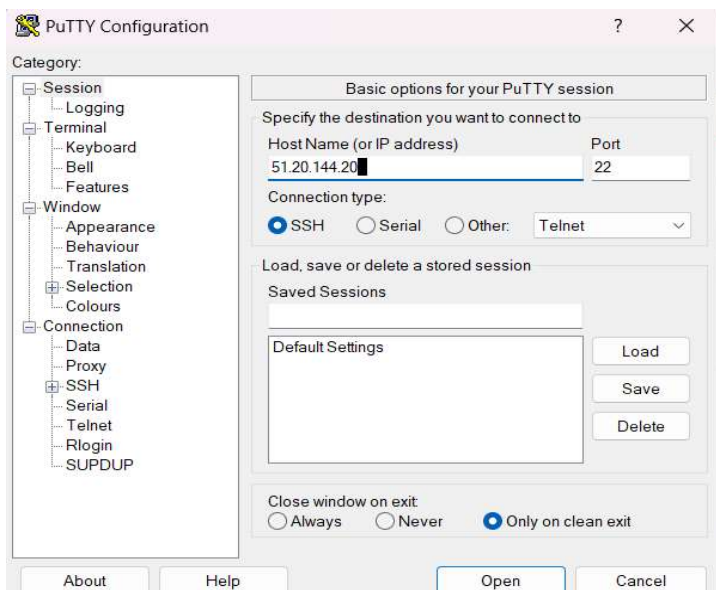 PuTTY Configuration ? ×
Category:
Session
Logging
Terminal
Keyboard
Bell
Features
Window
Appearance
Behaviour
Translation
Selection
Colours
Connection
Data
Proxy
SSH
Serial
Telnet
Rlogin
SUPDUP
Basic options for your PuTTY session
Specify the destination you want to connect to
Host Name (or IP address) Port
51.20.144.20 22
Connection type:
SSH Serial Other: Telnet
Load, save or delete a stored session
Saved Sessions
Default Settings
Load
Save
Delete
Close window on exit:
Always Never Only on clean exit
About Help Open Cancel